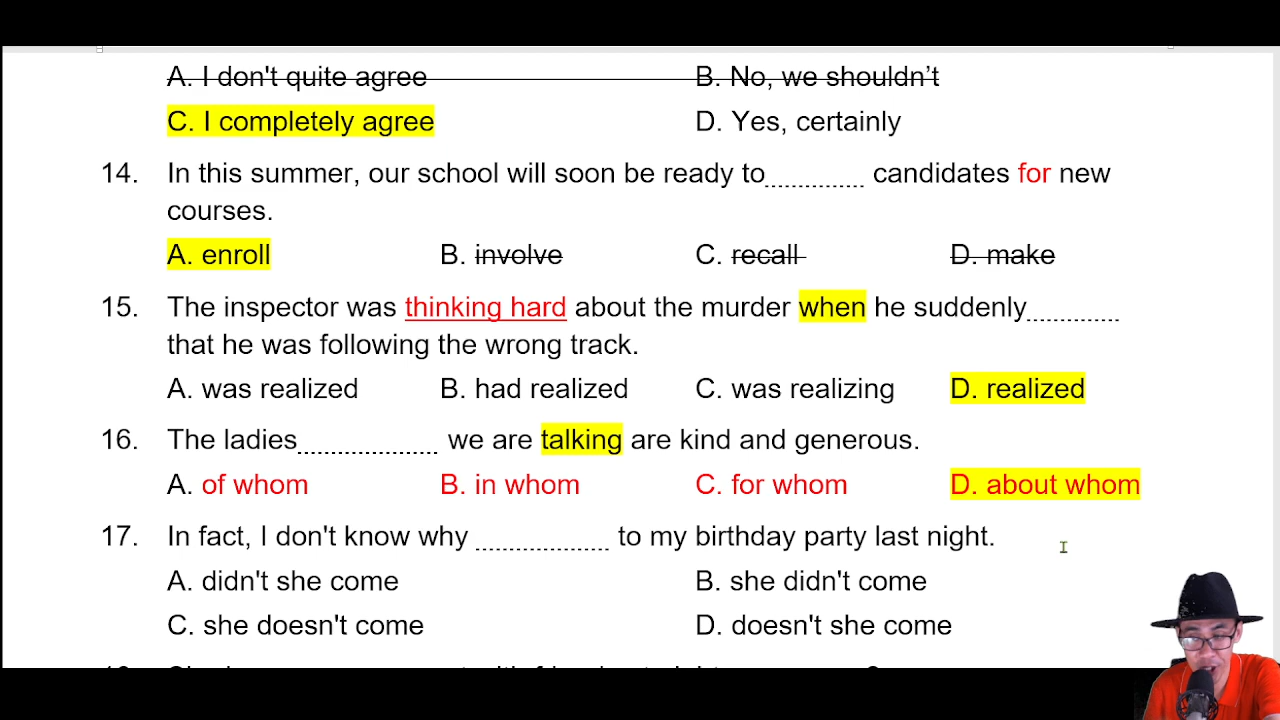 A. I don't quite agree B. No, we shouldn’t
C. I completely agree D. Yes, certainly
14. In this summer, our school will soon be ready to............. candidates for new
courses.
A. enroll B. involve C. recall D. make
15. The inspector was thinking hard about the murder when he suddenly............
that he was following the wrong track.
A. was realized B. had realized C. was realizing D. realized
16. The ladies.................. we are talking are kind and generous.
A. of whom B. in whom C. for whom D. about whom
17. In fact, I don't know why ................. to my birthday party last night.
A. didn't she come B. she didn't come
C. she doesn't come D. doesn't she come